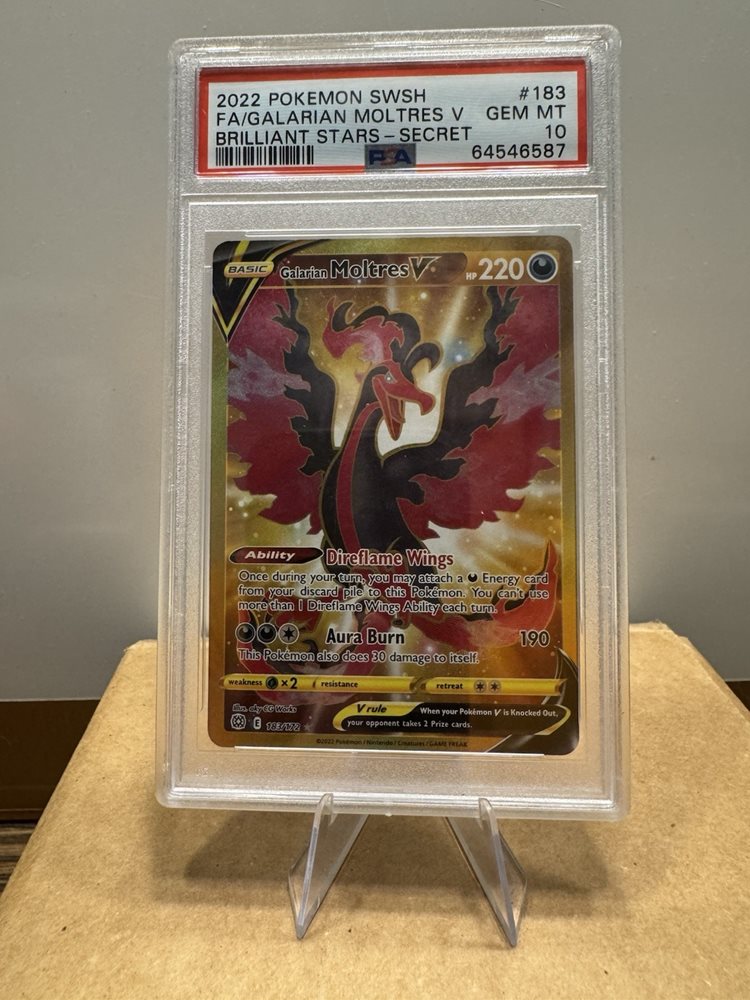 2022 POKEMON SWSH #183
FA/GALARIAN MOLTRES V GEM MT
BRILLIANT STARS-SECRET 10
PSA 64546587
BASIC Galarian Moltres V HP 220
Ability Direflame Wings
Once during your turn, you may attach a Energy card
from your discard pile to this Pokémon. You can't use
more than 1 Direflame Wings Ability each turn.
Aura Burn 190
This Pokémon also does 30 damage to itself.
weakness ×2 resistance retreat
Illus. aky CG Works
V rule When your Pokémon V is Knocked Out,
your opponent takes 2 Prize cards.
E 183/172
©2022 Pokémon / Nintendo / Creatures / GAME FREAK